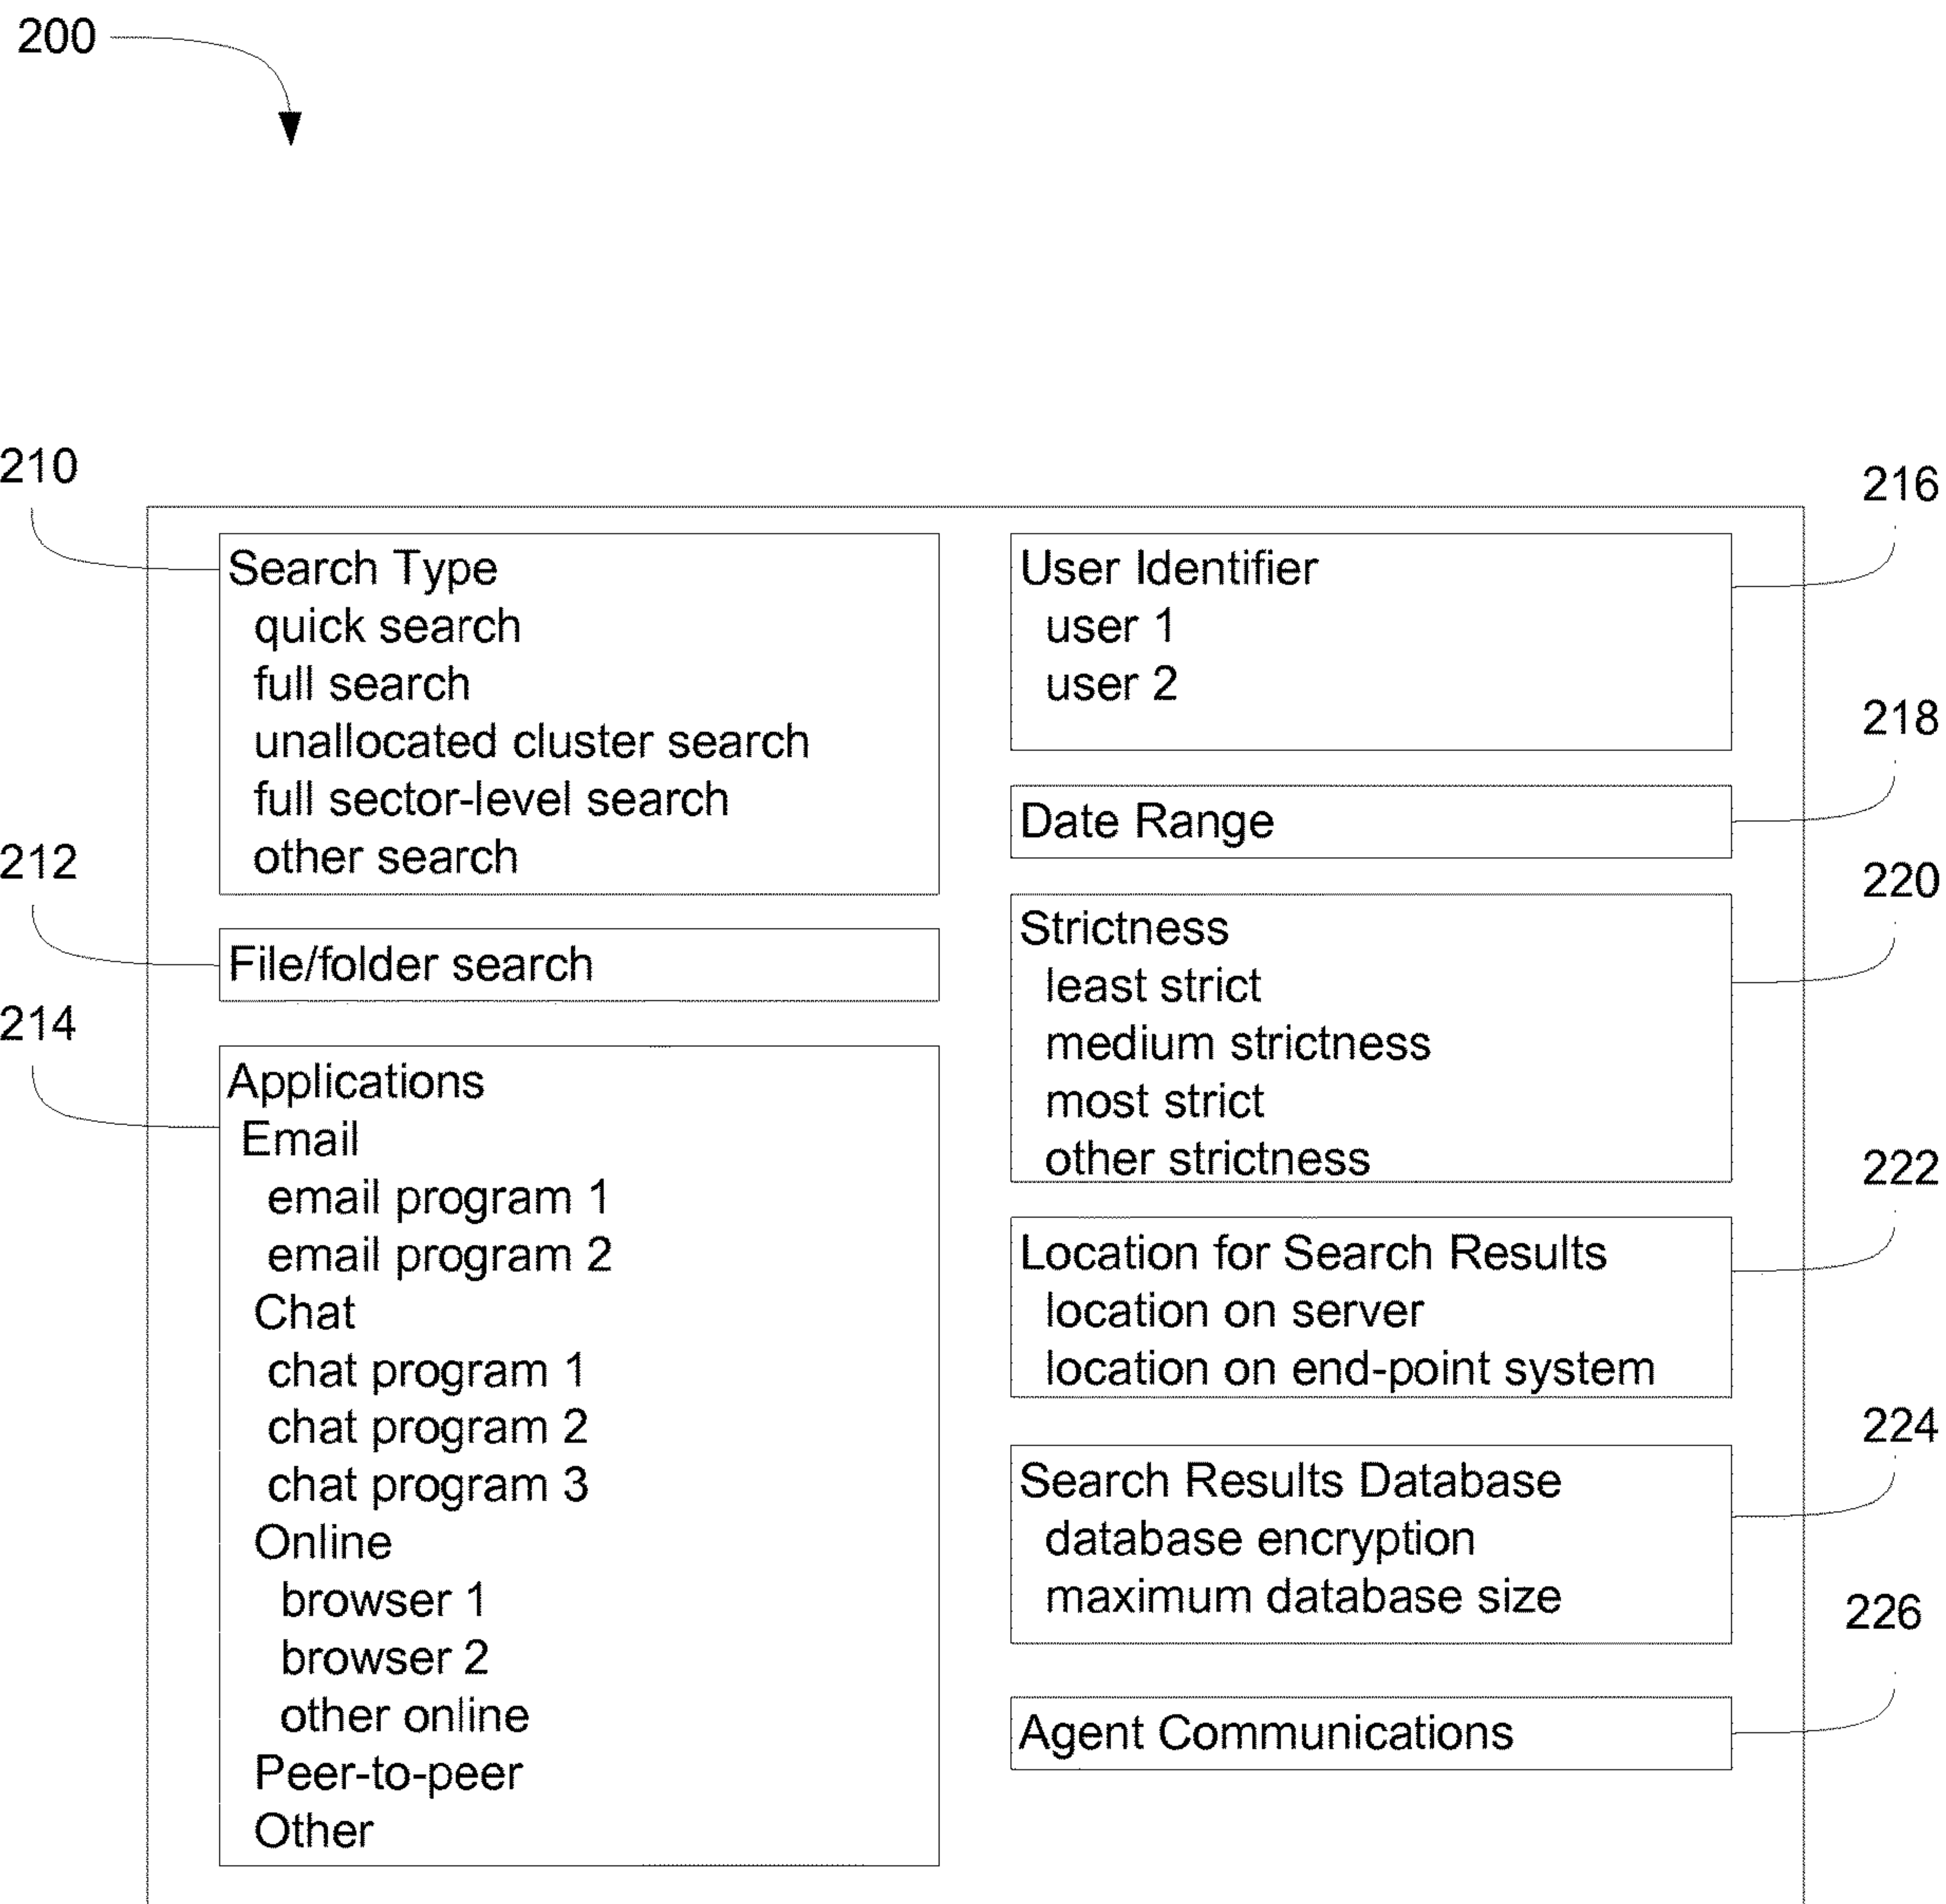 200
210
Search Type
quick search
full search
unallocated cluster search
full sector-level search
other search
212
File/folder search
214
Applications
Email
email program 1
email program 2
Chat
chat program 1
chat program 2
chat program 3
Online
browser 1
browser 2
other online
Peer-to-peer
Other
216
User Identifier
user 1
user 2
218
Date Range
220
Strictness
least strict
medium strictness
most strict
other strictness
222
Location for Search Results
location on server
location on end-point system
224
Search Results Database
database encryption
maximum database size
226
Agent Communications